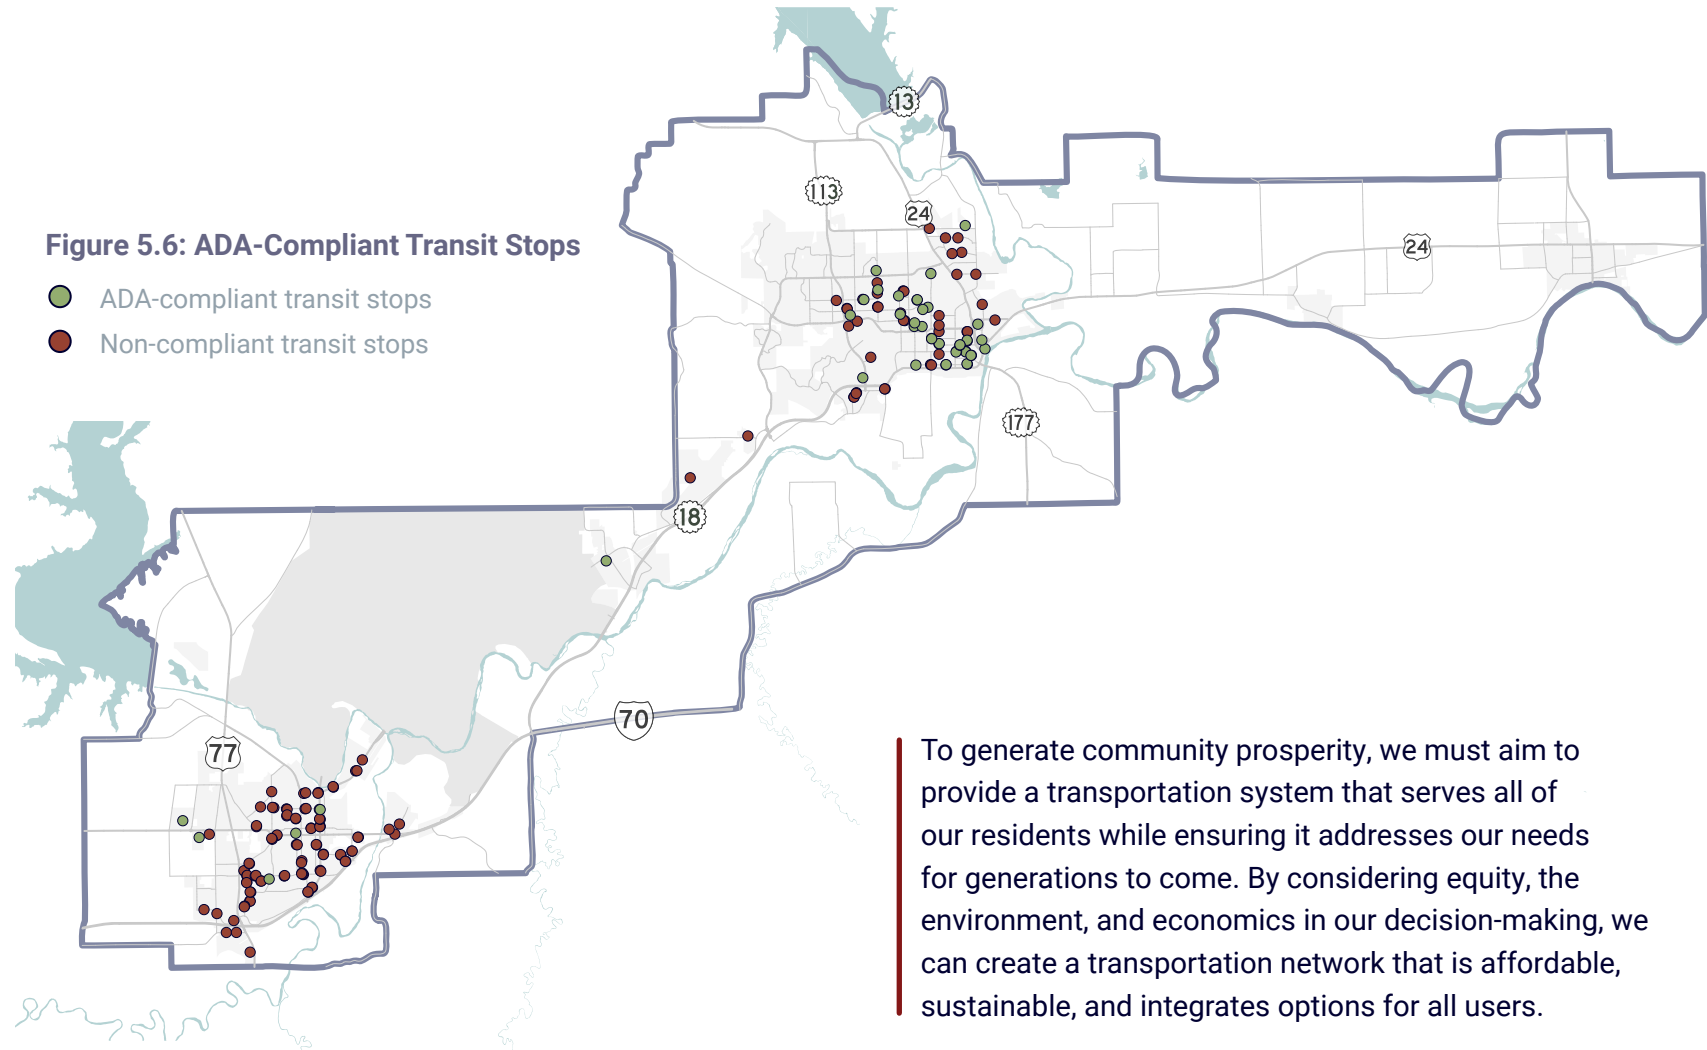 13
113
24
24
Figure 5.6: ADA-Compliant Transit Stops
ADA-compliant transit stops
Non-compliant transit stops
177
18
70
77
To generate community prosperity, we must aim to
provide a transportation system that serves all of
our residents while ensuring it addresses our needs
for generations to come. By considering equity, the
environment, and economics in our decision-making, we
can create a transportation network that is affordable,
sustainable, and integrates options for all users.